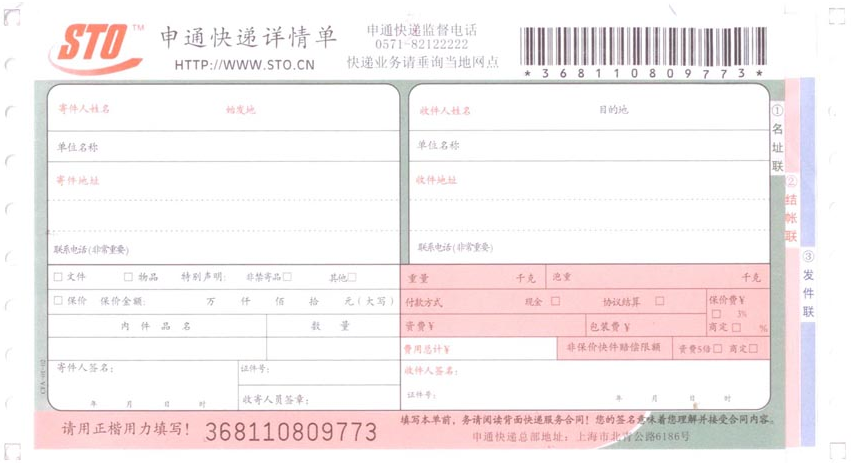 STO TM 申通快递详情单 申通快递监督电话
0571-82122222
HTTP://WWW.STO.CN 快递业务请垂询当地网点
*368110809773*
寄件人姓名 始发地 收件人姓名 目的地
单位名称 单位名称
寄件地址 收件地址
联系电话(非常重要) 联系电话(非常重要)
①名址联
②结帐联
③发件联
□文件 □物品 特别声明: 非禁寄品□ 其他□ 重量 千克 泡重 千克
□保价 保价金额: 万 仟 佰 拾 元(大写) 付款方式 现金 □ 协议结算 □ 保价费¥
□ 3%
内件品名 数量 资费¥ 包装费¥ 商定□ %
费用总计¥ 非保价快件赔偿限额 资费5倍□ 商定□
寄件人签名: 证件号: 收件人签名:
年 月 日 时 收寄人员签章: 证件号: 年 月 日 时
请用正楷用力填写! 368110809773 填写本单前,务请阅读背面快递服务合同!您的签名意味着您理解并接受合同内容。
申通快递总部地址:上海市北青公路6186号